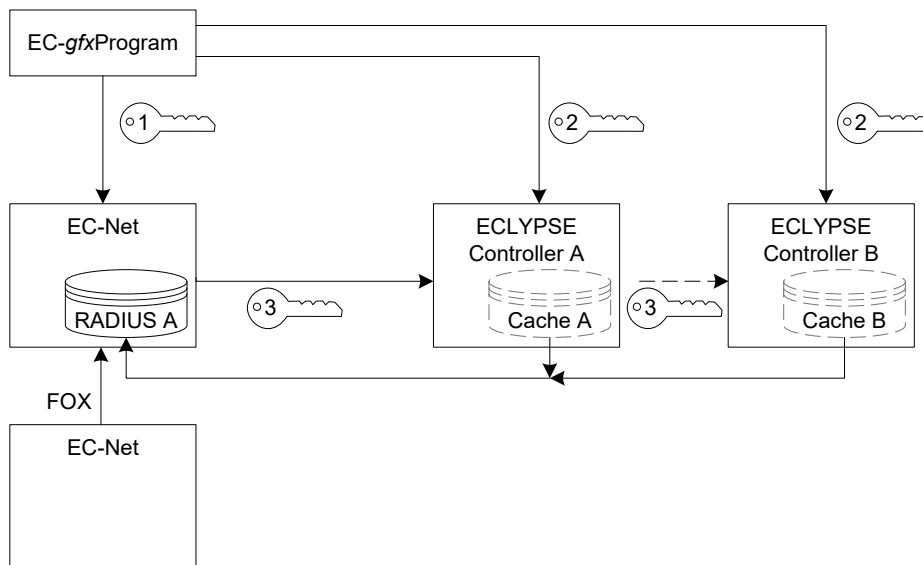 EC-gfxProgram
1
2
2
EC-Net
RADIUS A
ECLYPSE
Controller A
Cache A
ECLYPSE
Controller B
Cache B
3
3
FOX
EC-Net